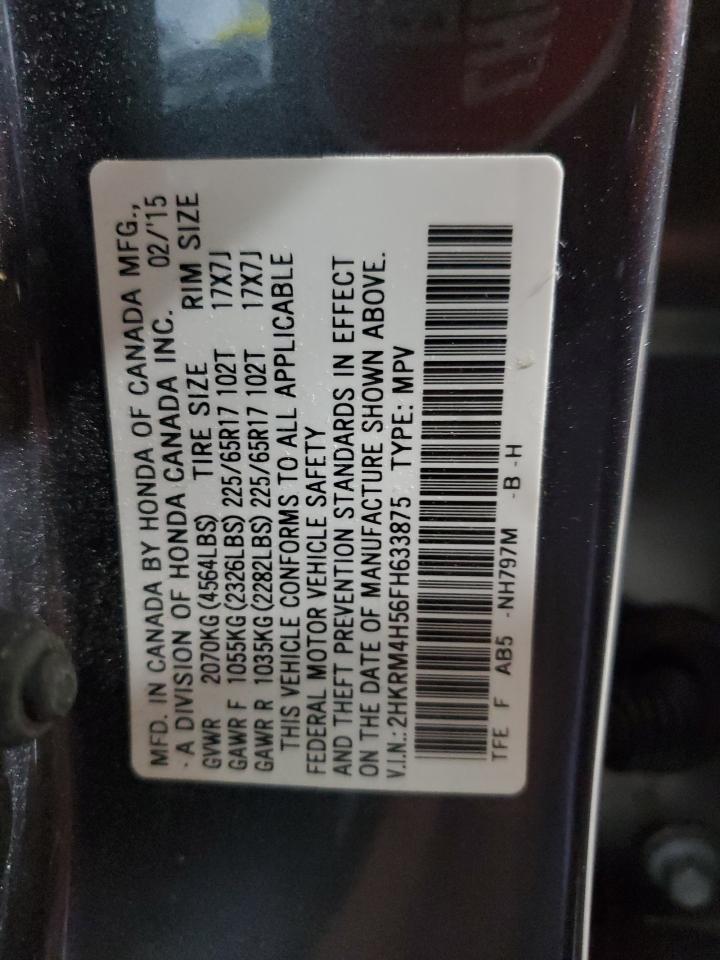 MFD. IN CANADA BY HONDA OF CANADA MFG.,
- A DIVISION OF HONDA CANADA INC. 02/'15
GVWR 2070KG(4564LBS) TIRE SIZE RIM SIZE
GAWR F 1055KG(2326LBS) 225/65R17 102T 17X7J
GAWR R 1035KG(2282LBS) 225/65R17 102T 17X7J
THIS VEHICLE CONFORMS TO ALL APPLICABLE
FEDERAL MOTOR VEHICLE SAFETY
AND THEFT PREVENTION STANDARDS IN EFFECT
ON THE DATE OF MANUFACTURE SHOWN ABOVE.
V.I.N.: 2HKRM4H56FH633875 TYPE: MPV
TFE F AB5 -NH797M -B -H